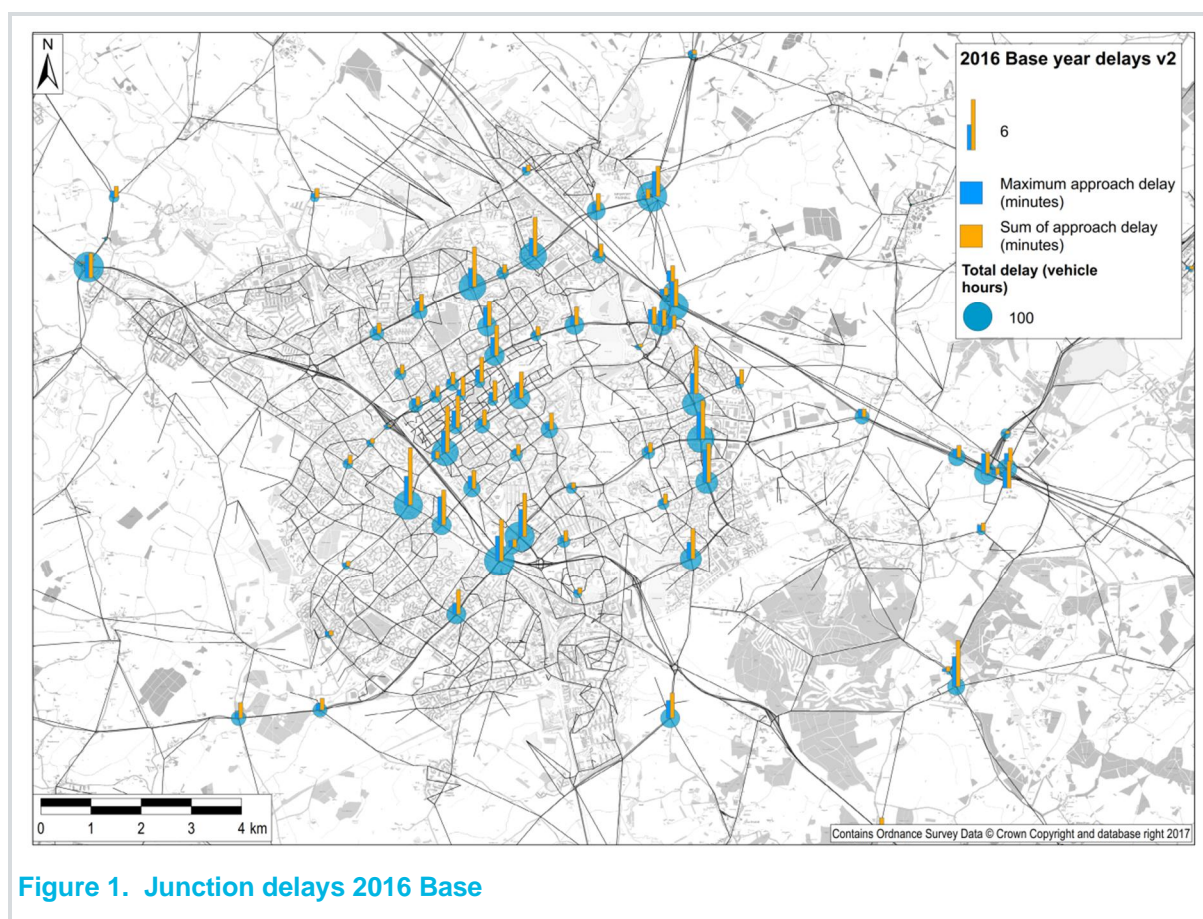 N
2016 Base year delays v2
6
Maximum approach delay
(minutes)
Sum of approach delay
(minutes)
Total delay (vehicle
hours)
100
0 1 2 3 4 km
Contains Ordnance Survey Data © Crown Copyright and database right 2017
Figure 1. Junction delays 2016 Base